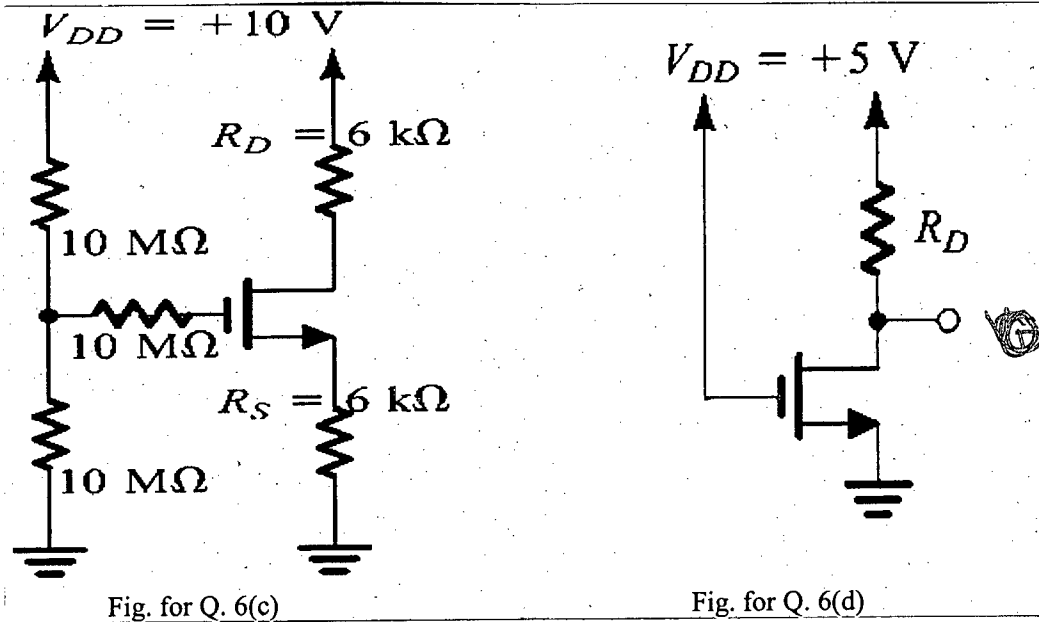 V_DD = +10 V
R_D = 6 kΩ
10 MΩ
10 MΩ
R_S = 6 kΩ
10 MΩ
Fig. for Q. 6(c)
V_DD = +5 V
R_D
Fig. for Q. 6(d)